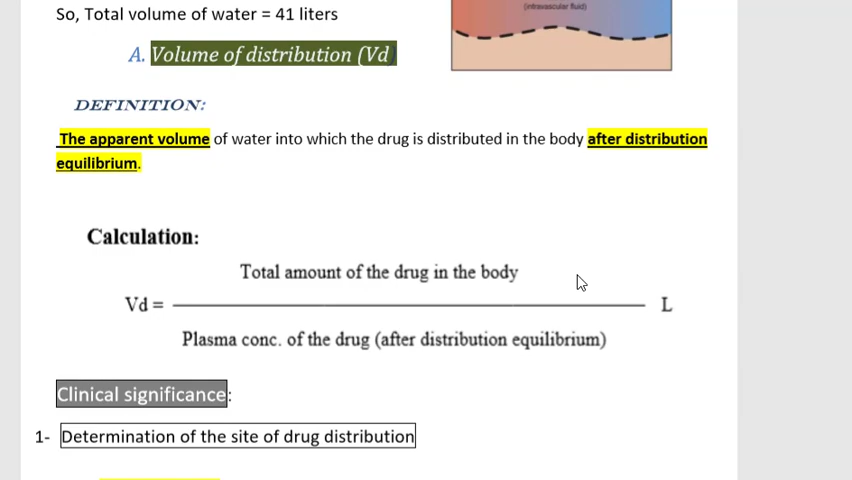 (intravascular fluid)
So, Total volume of water = 41 liters
A. Volume of distribution (Vd)
DEFINITION:
The apparent volume of water into which the drug is distributed in the body after distribution
equilibrium.
Calculation:
Total amount of the drug in the body
Vd = L
Plasma conc. of the drug (after distribution equilibrium)
Clinical significance:
1- Determination of the site of drug distribution